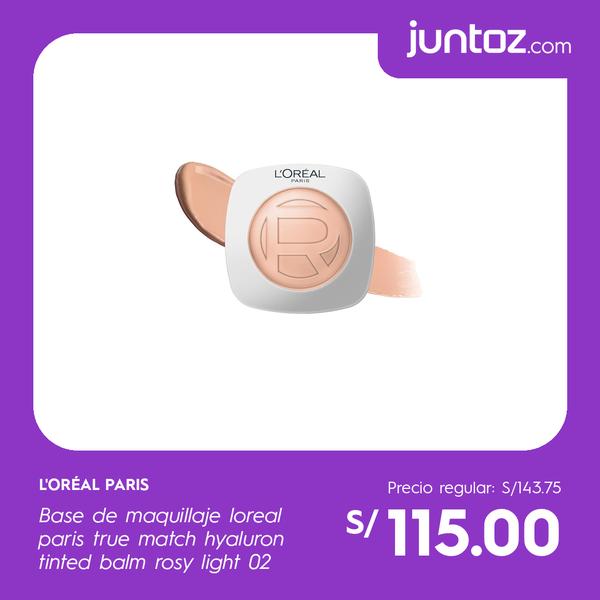 juntoz.com
L'ORÉAL
PARIS
R
L'ORÉAL PARIS
Base de maquillaje loreal
paris true match hyaluron
tinted balm rosy light 02
Precio regular: S/143.75
S/115.00